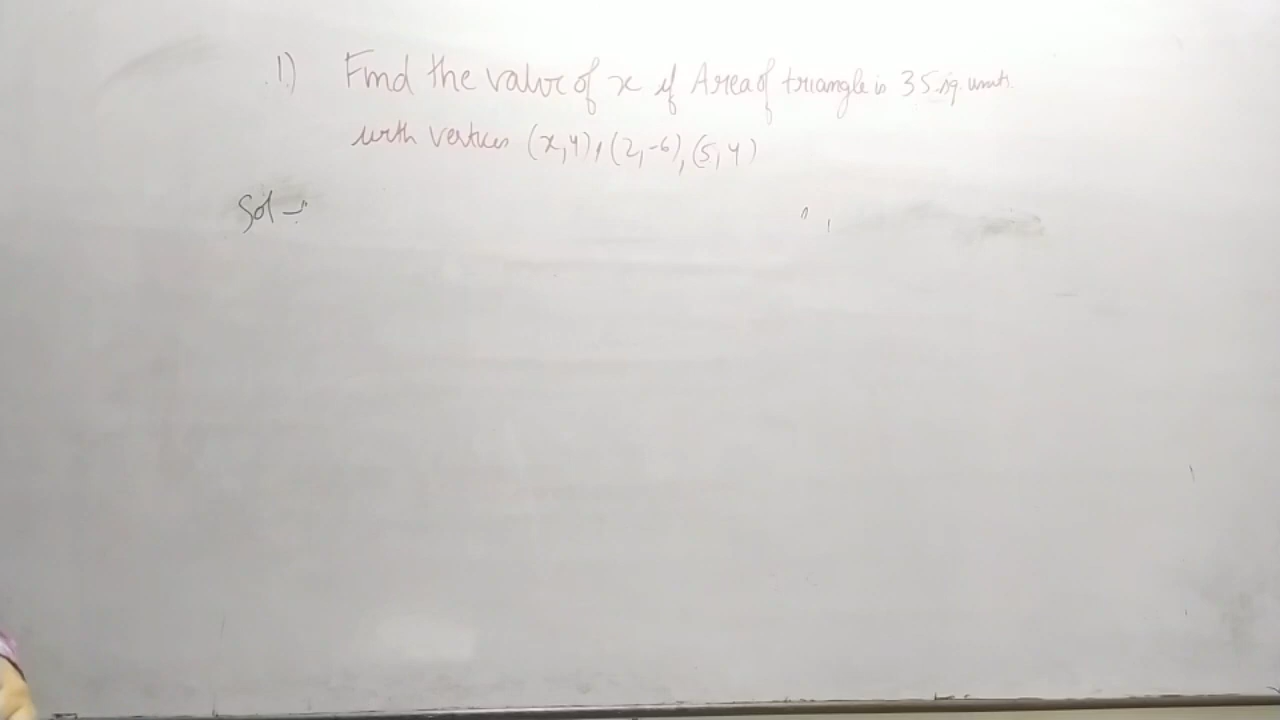 1) Find the value of x if Area of triangle is 35 sq. units.
with vertices (x,4), (2,-6), (5,4)
Sol →